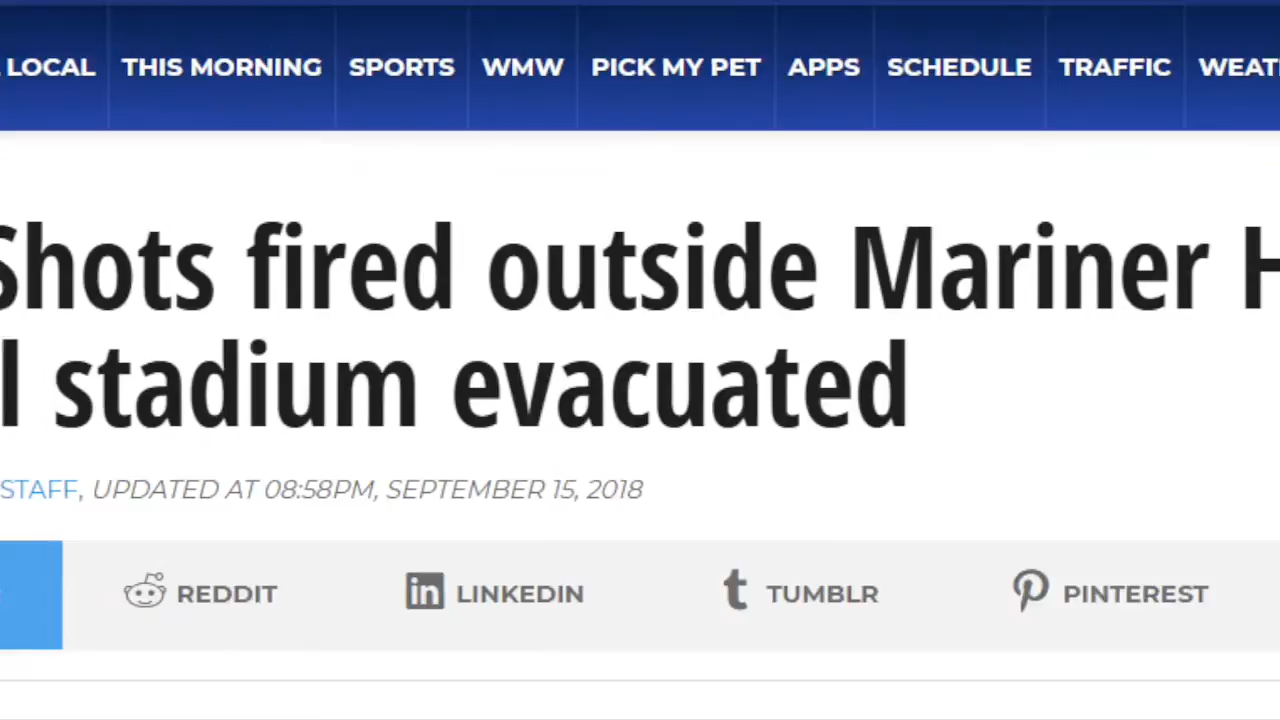 LOCAL THIS MORNING SPORTS WMW PICK MY PET APPS SCHEDULE TRAFFIC
Shots fired outside Mariner
stadium evacuated
STAFF, UPDATED AT 08:58PM, SEPTEMBER 15, 2018
REDDIT LINKEDIN TUMBLR PINTEREST